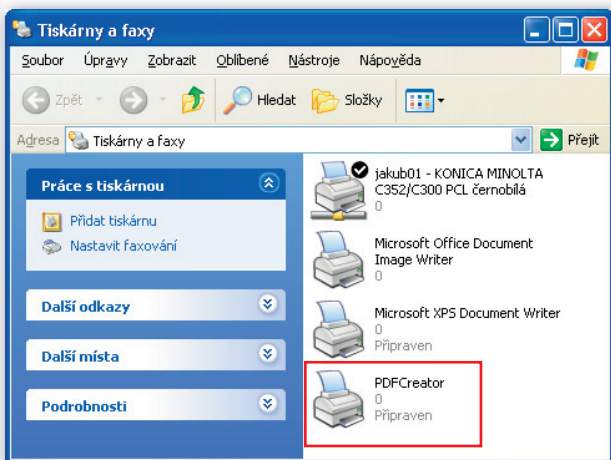 Tiskárny a faxy
Soubor Úpravy Zobrazit Oblíbené Nástroje Nápověda
Zpět Hledat Složky
Adresa Tiskárny a faxy Přejít
Práce s tiskárnou
Přidat tiskárnu
Nastavit faxování
Další odkazy
Další místa
Podrobnosti
jakub01 - KONICA MINOLTA
C352/C300 PCL černobílá
0
Microsoft Office Document
Image Writer
0
Microsoft XPS Document Writer
0
Připraven
PDFCreator
0
Připraven